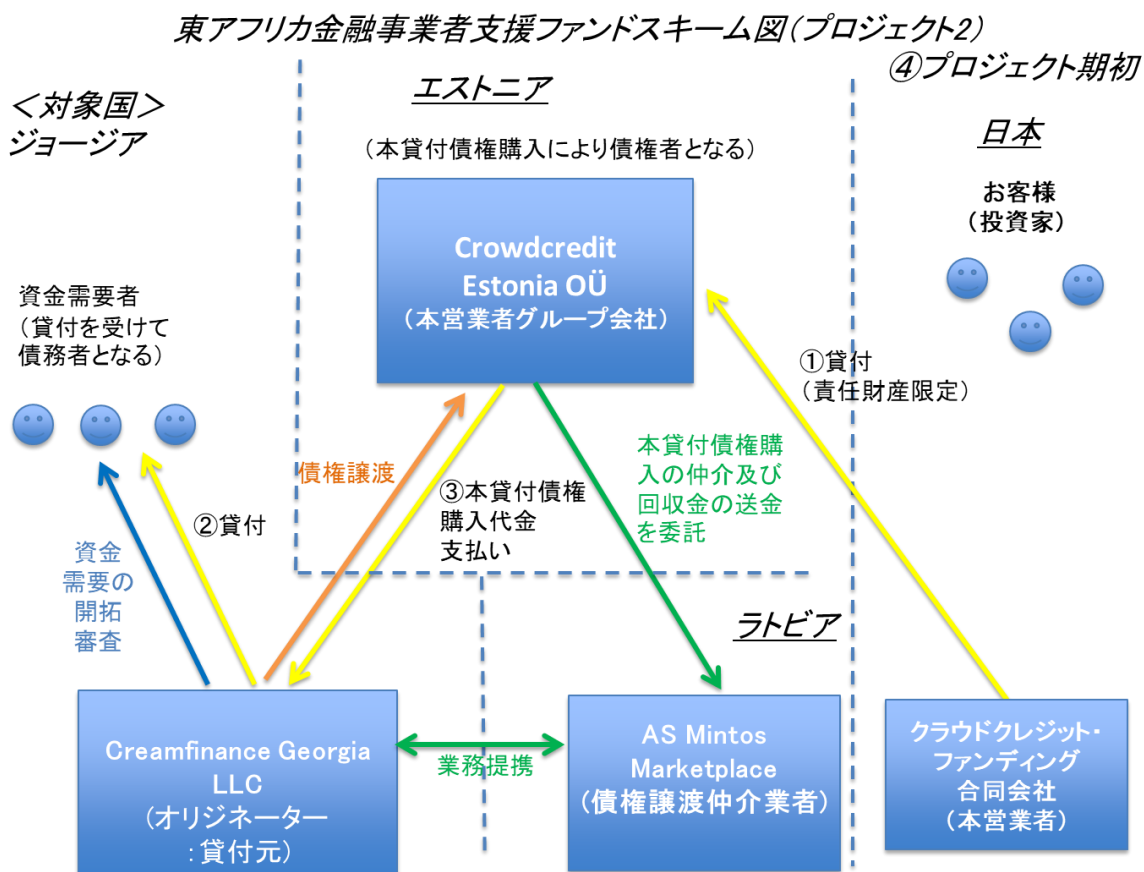 東アフリカ金融事業者支援ファンドスキーム図(プロジェクト2)
④プロジェクト期初
<対象国>
ジョージア
エストニア
日本
(本貸付債権購入により債権者となる)
お客様
(投資家)
Crowdcredit
Estonia OÜ
(本営業者グループ会社)
資金需要者
(貸付を受けて
債務者となる)
①貸付
(責任財産限定)
債権譲渡
③本貸付債権
購入代金
支払い
本貸付債権購
入の仲介及び
回収金の送金
を委託
②貸付
資金
需要の
開拓
審査
ラトビア
Creamfinance Georgia
LLC
(オリジネーター
:貸付元)
業務提携
AS Mintos
Marketplace
(債権譲渡仲介業者)
クラウドクレジット・
ファンディング
合同会社
(本営業者)